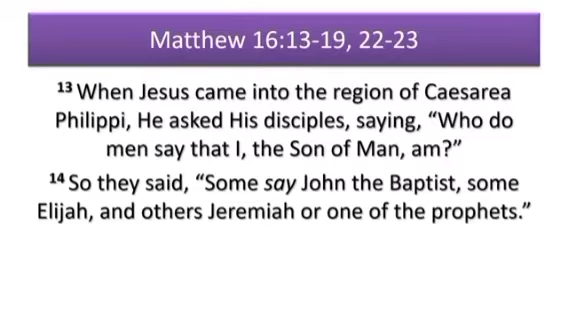 Matthew 16:13-19, 22-23
13 When Jesus came into the region of Caesarea
Philippi, He asked His disciples, saying, “Who do
men say that I, the Son of Man, am?”
14 So they said, “Some say John the Baptist, some
Elijah, and others Jeremiah or one of the prophets.”